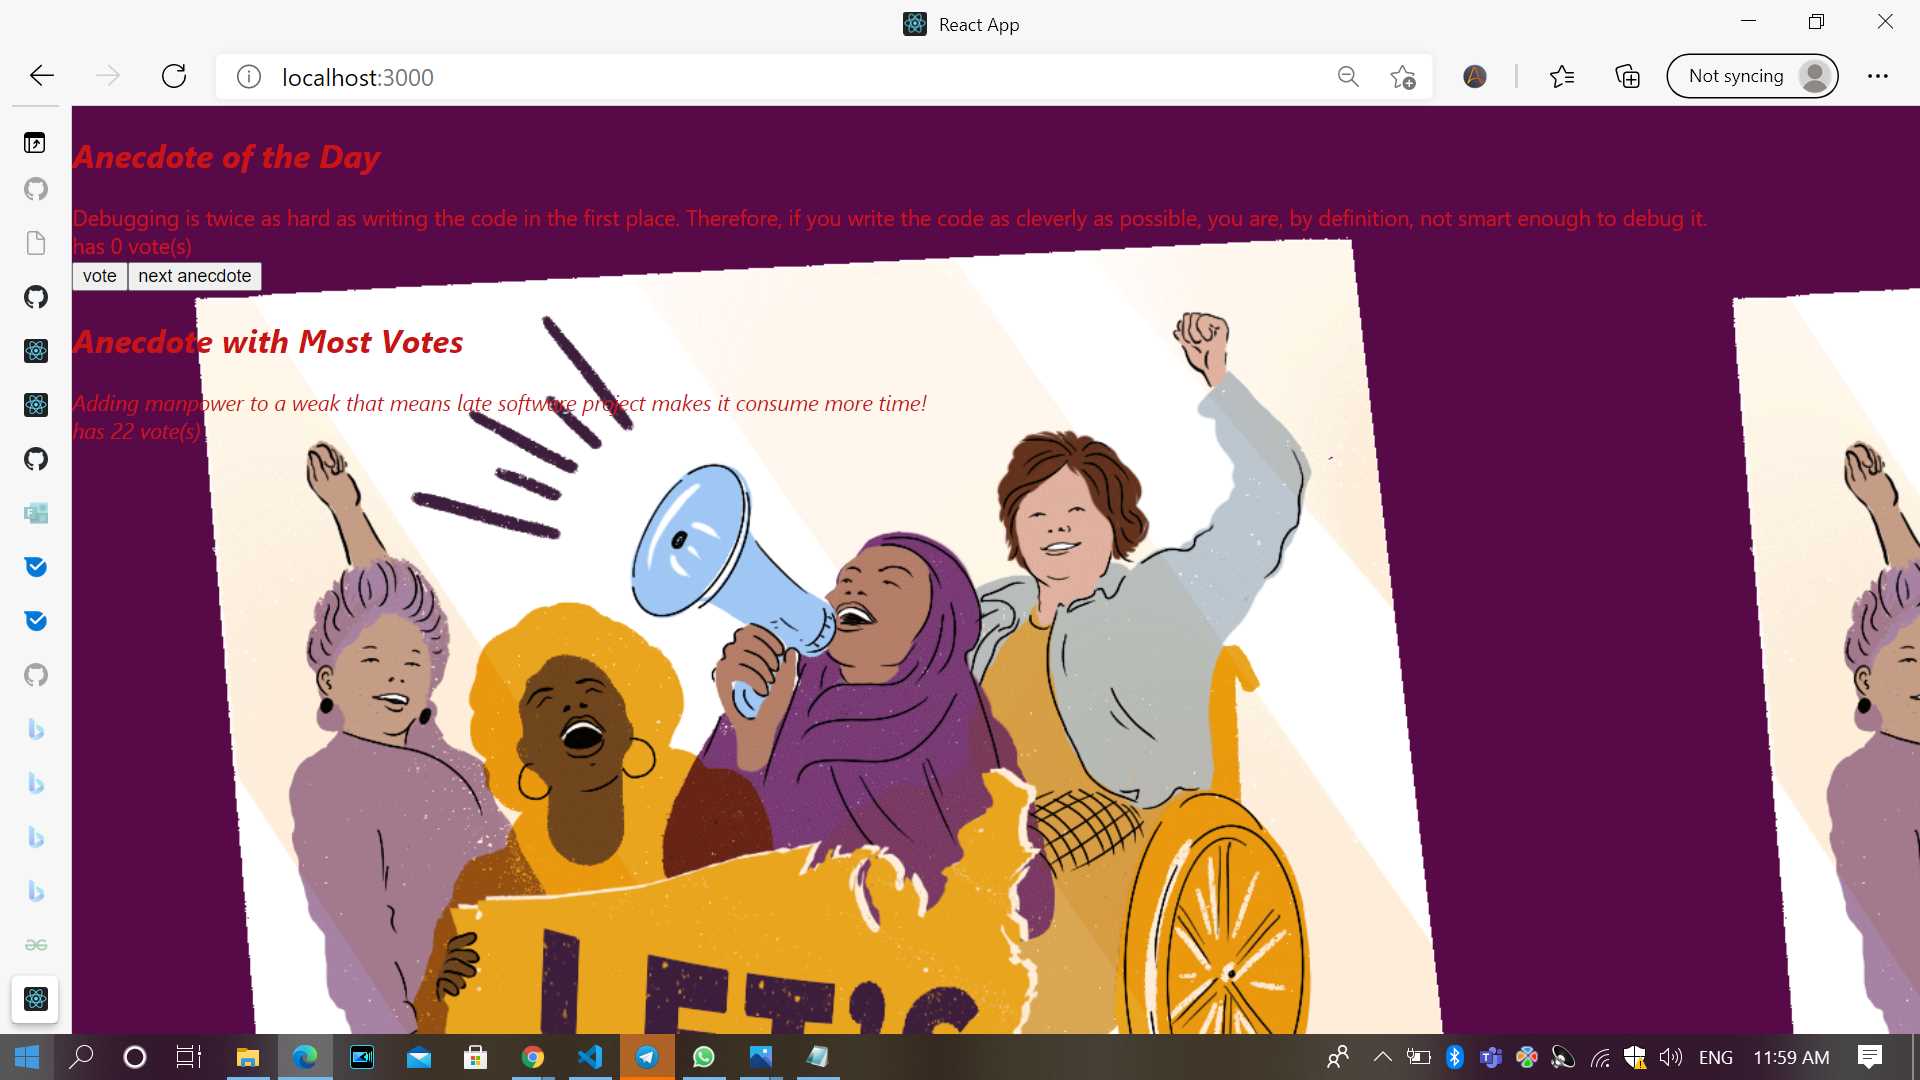 React App
localhost:3000
Not syncing
Anecdote of the Day
Debugging is twice as hard as writing the code in the first place. Therefore, if you write the code as cleverly as possible, you are, by definition, not smart enough to debug it.
has 0 vote(s)
vote
next anecdote
Anecdote with Most Votes
Adding manpower to a weak that means late software project makes it consume more time!
has 22 vote(s)
LET'S
ENG
11:59 AM